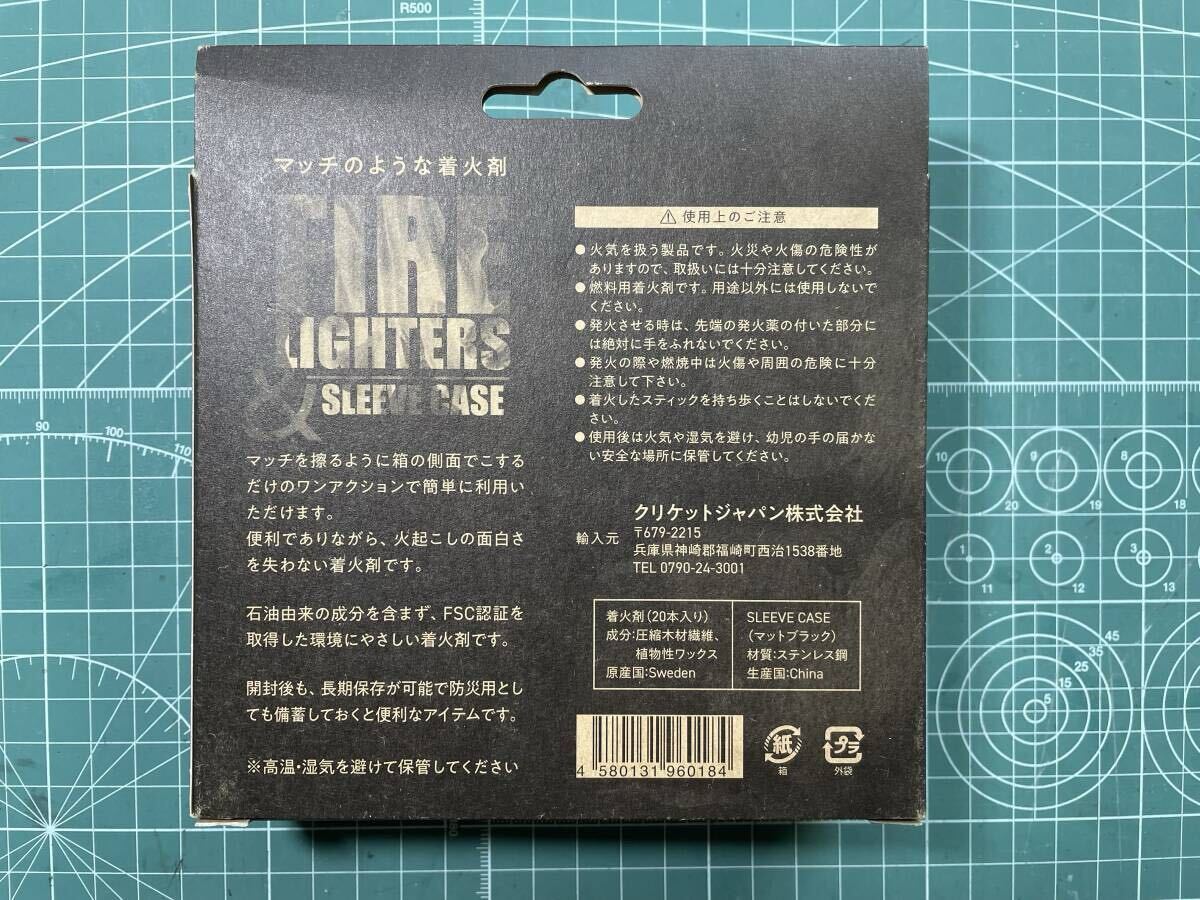 R500
マッチのような着火剤
FIRE
LIGHTERS
& SLEEVE CASE
マッチを擦るように箱の側面でこする
だけのワンアクションで簡単に利用い
ただけます。
便利でありながら、火起こしの面白さ
を失わない着火剤です。
石油由来の成分を含まず、FSC認証を
取得した環境にやさしい着火剤です。
開封後も、長期保存が可能で防災用とし
ても備蓄しておくと便利なアイテムです。
※高温・湿気を避けて保管してください
⚠ 使用上のご注意
●火気を扱う製品です。火災や火傷の危険性が
ありますので、取扱いには十分注意してください。
●燃料用着火剤です。用途以外には使用しないで
ください。
●発火させる時は、先端の発火薬の付いた部分に
は絶対に手をふれないでください。
●発火の際や燃焼中は火傷や周囲の危険に十分
注意して下さい。
●着火したスティックを持ち歩くことはしないでくだ
さい。
●使用後は火気や湿気を避け、幼児の手の届かな
い安全な場所に保管してください。
輸入元
クリケットジャパン株式会社
〒679-2215
兵庫県神崎郡福崎町西治1538番地
TEL 0790-24-3001
着火剤(20本入り)
成分:圧縮木材繊維、
植物性ワックス
原産国:Sweden
SLEEVE CASE
(マットブラック)
材質:ステンレス鋼
生産国:China
4 580131 960184
紙
箱
プラ
外袋
90
100
110
10
9
8
20
19
1
2
3
11
12
13
45
35
25
15
5